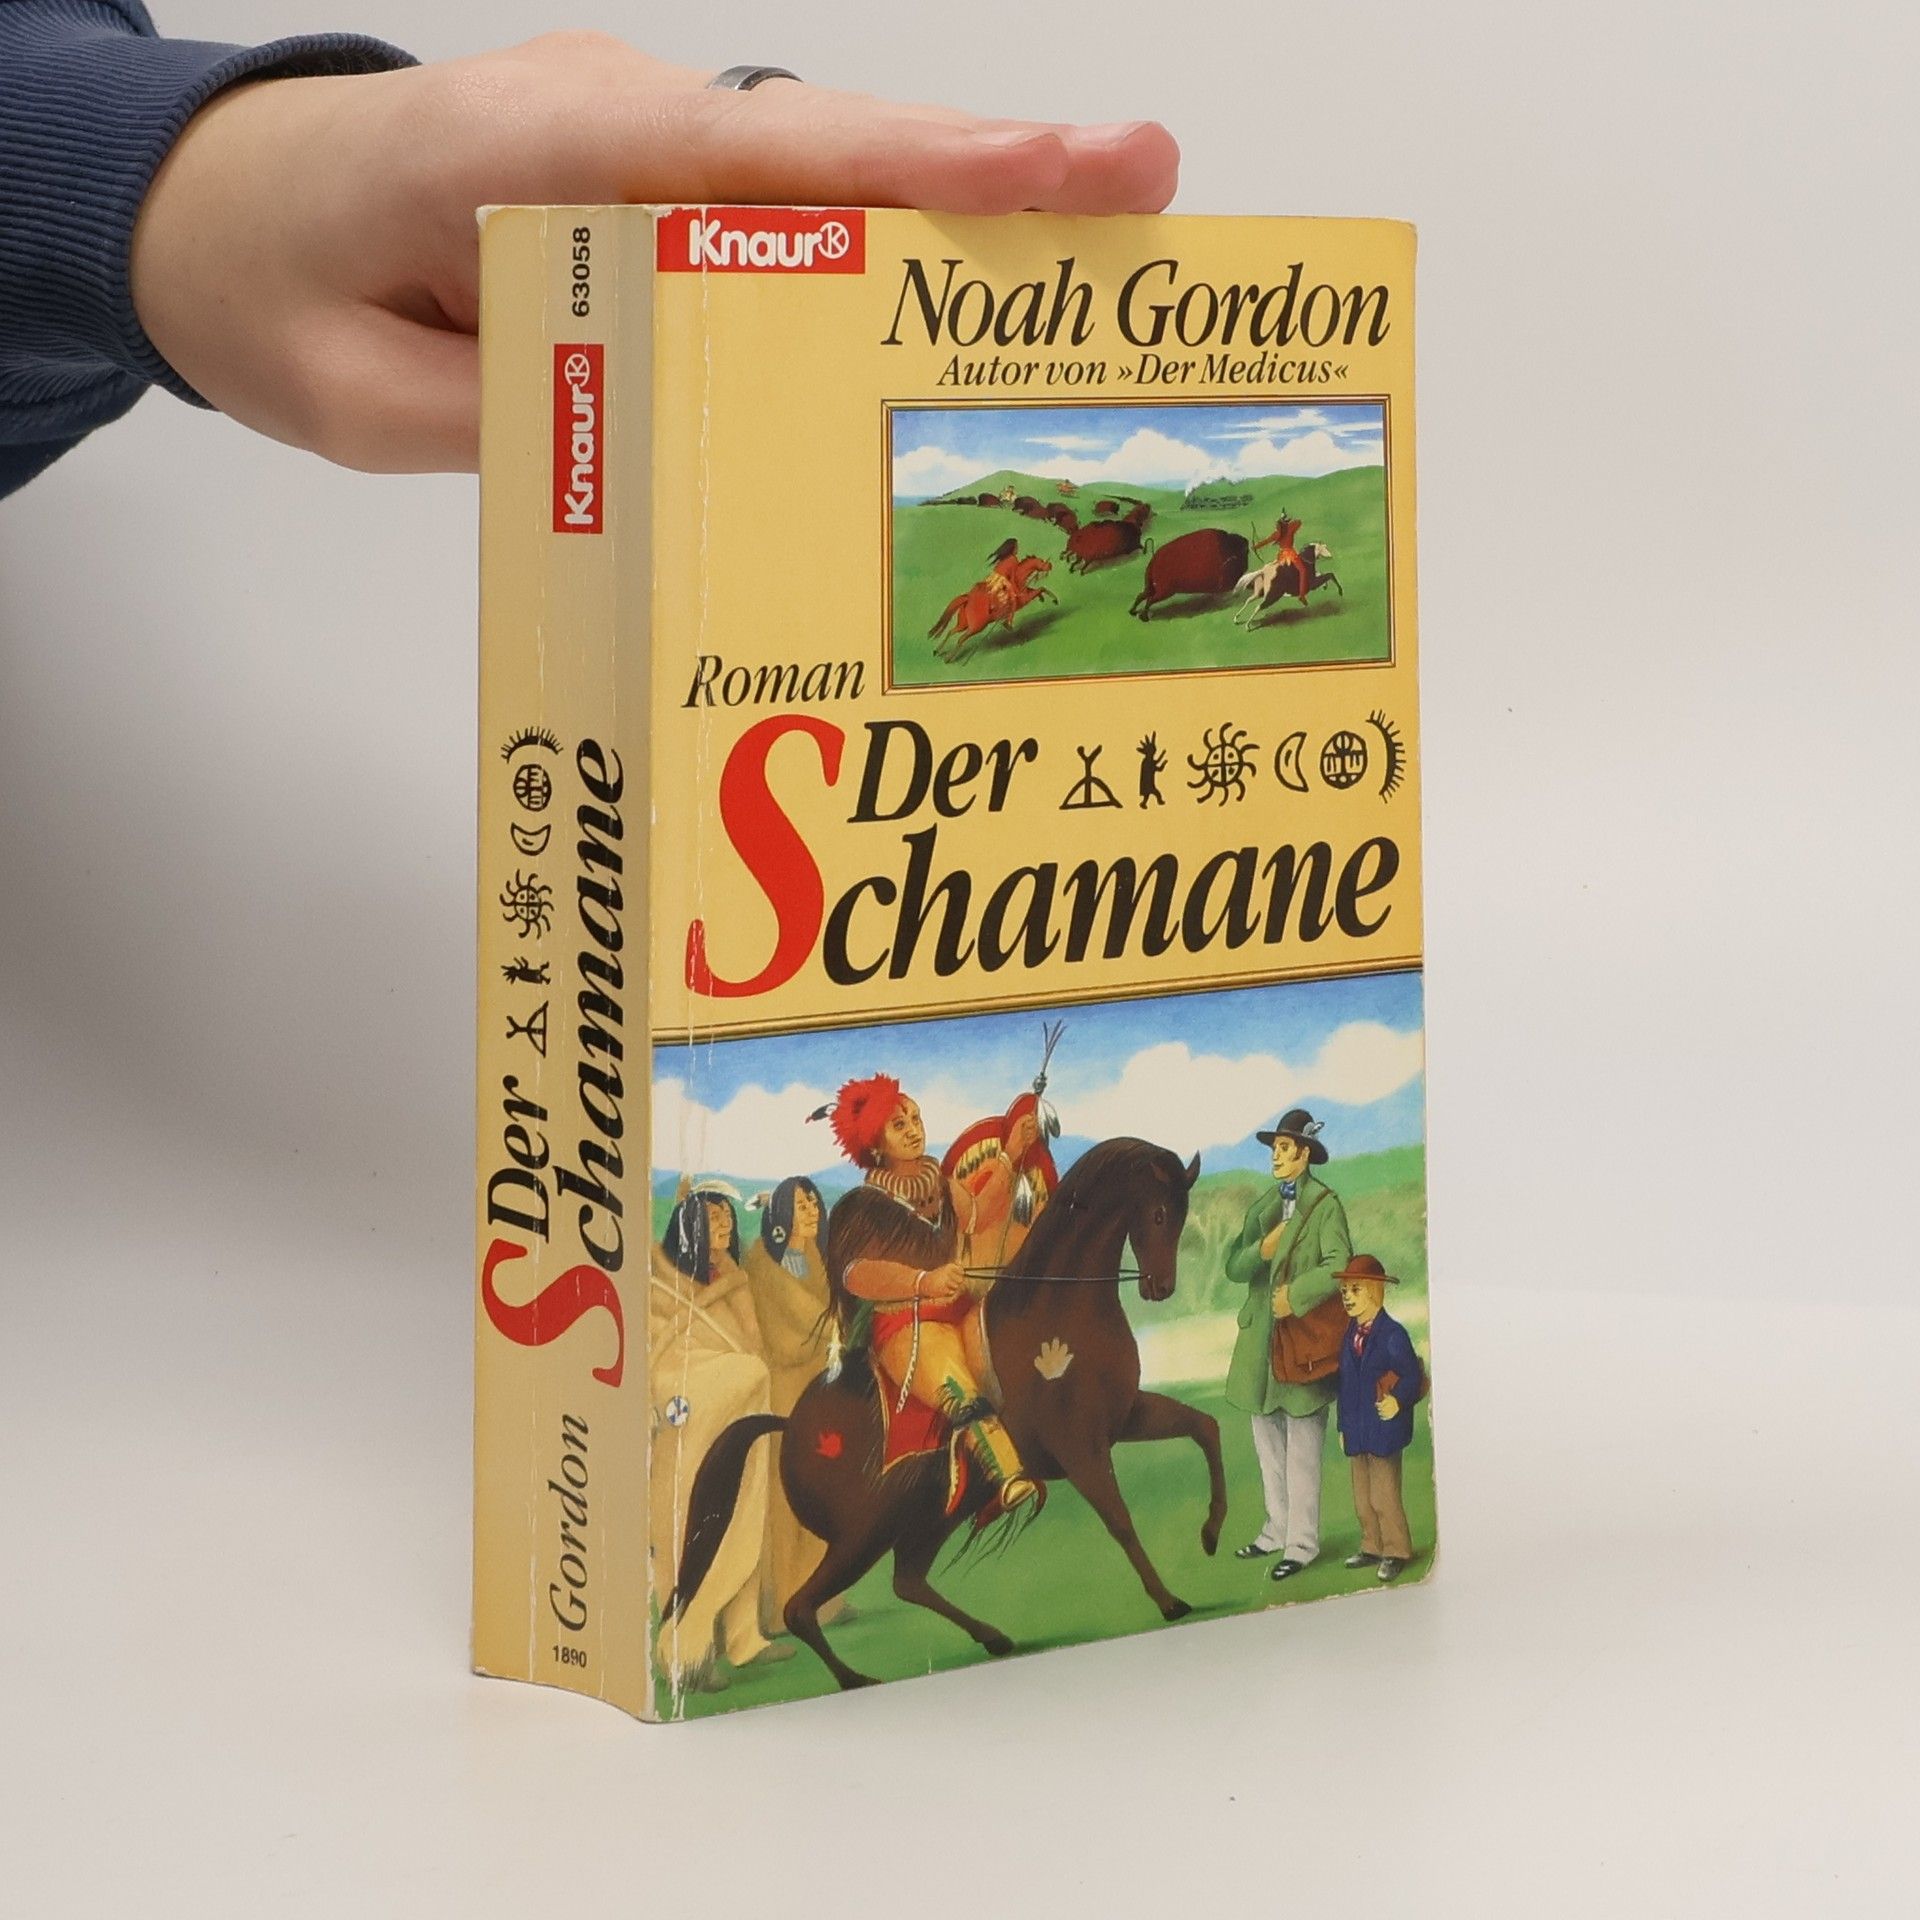 63058
Knaur
Der
Schamane
Gordon
1890
Knaur
Noah Gordon
Autor von »Der Medicus«
Roman
Der
Schamane